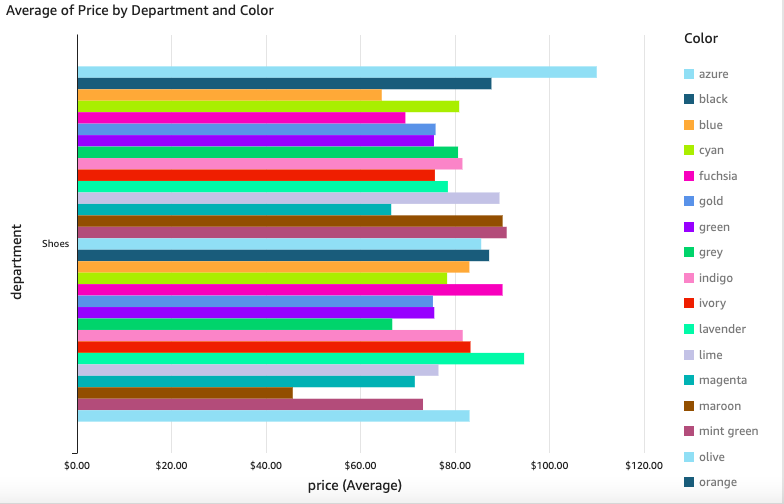 Average of Price by Department and Color
Color
azure
black
blue
cyan
fuchsia
gold
green
grey
indigo
ivory
lavender
lime
magenta
maroon
mint green
olive
orange
department
Shoes
$0.00 $20.00 $40.00 $60.00 $80.00 $100.00 $120.00
price (Average)